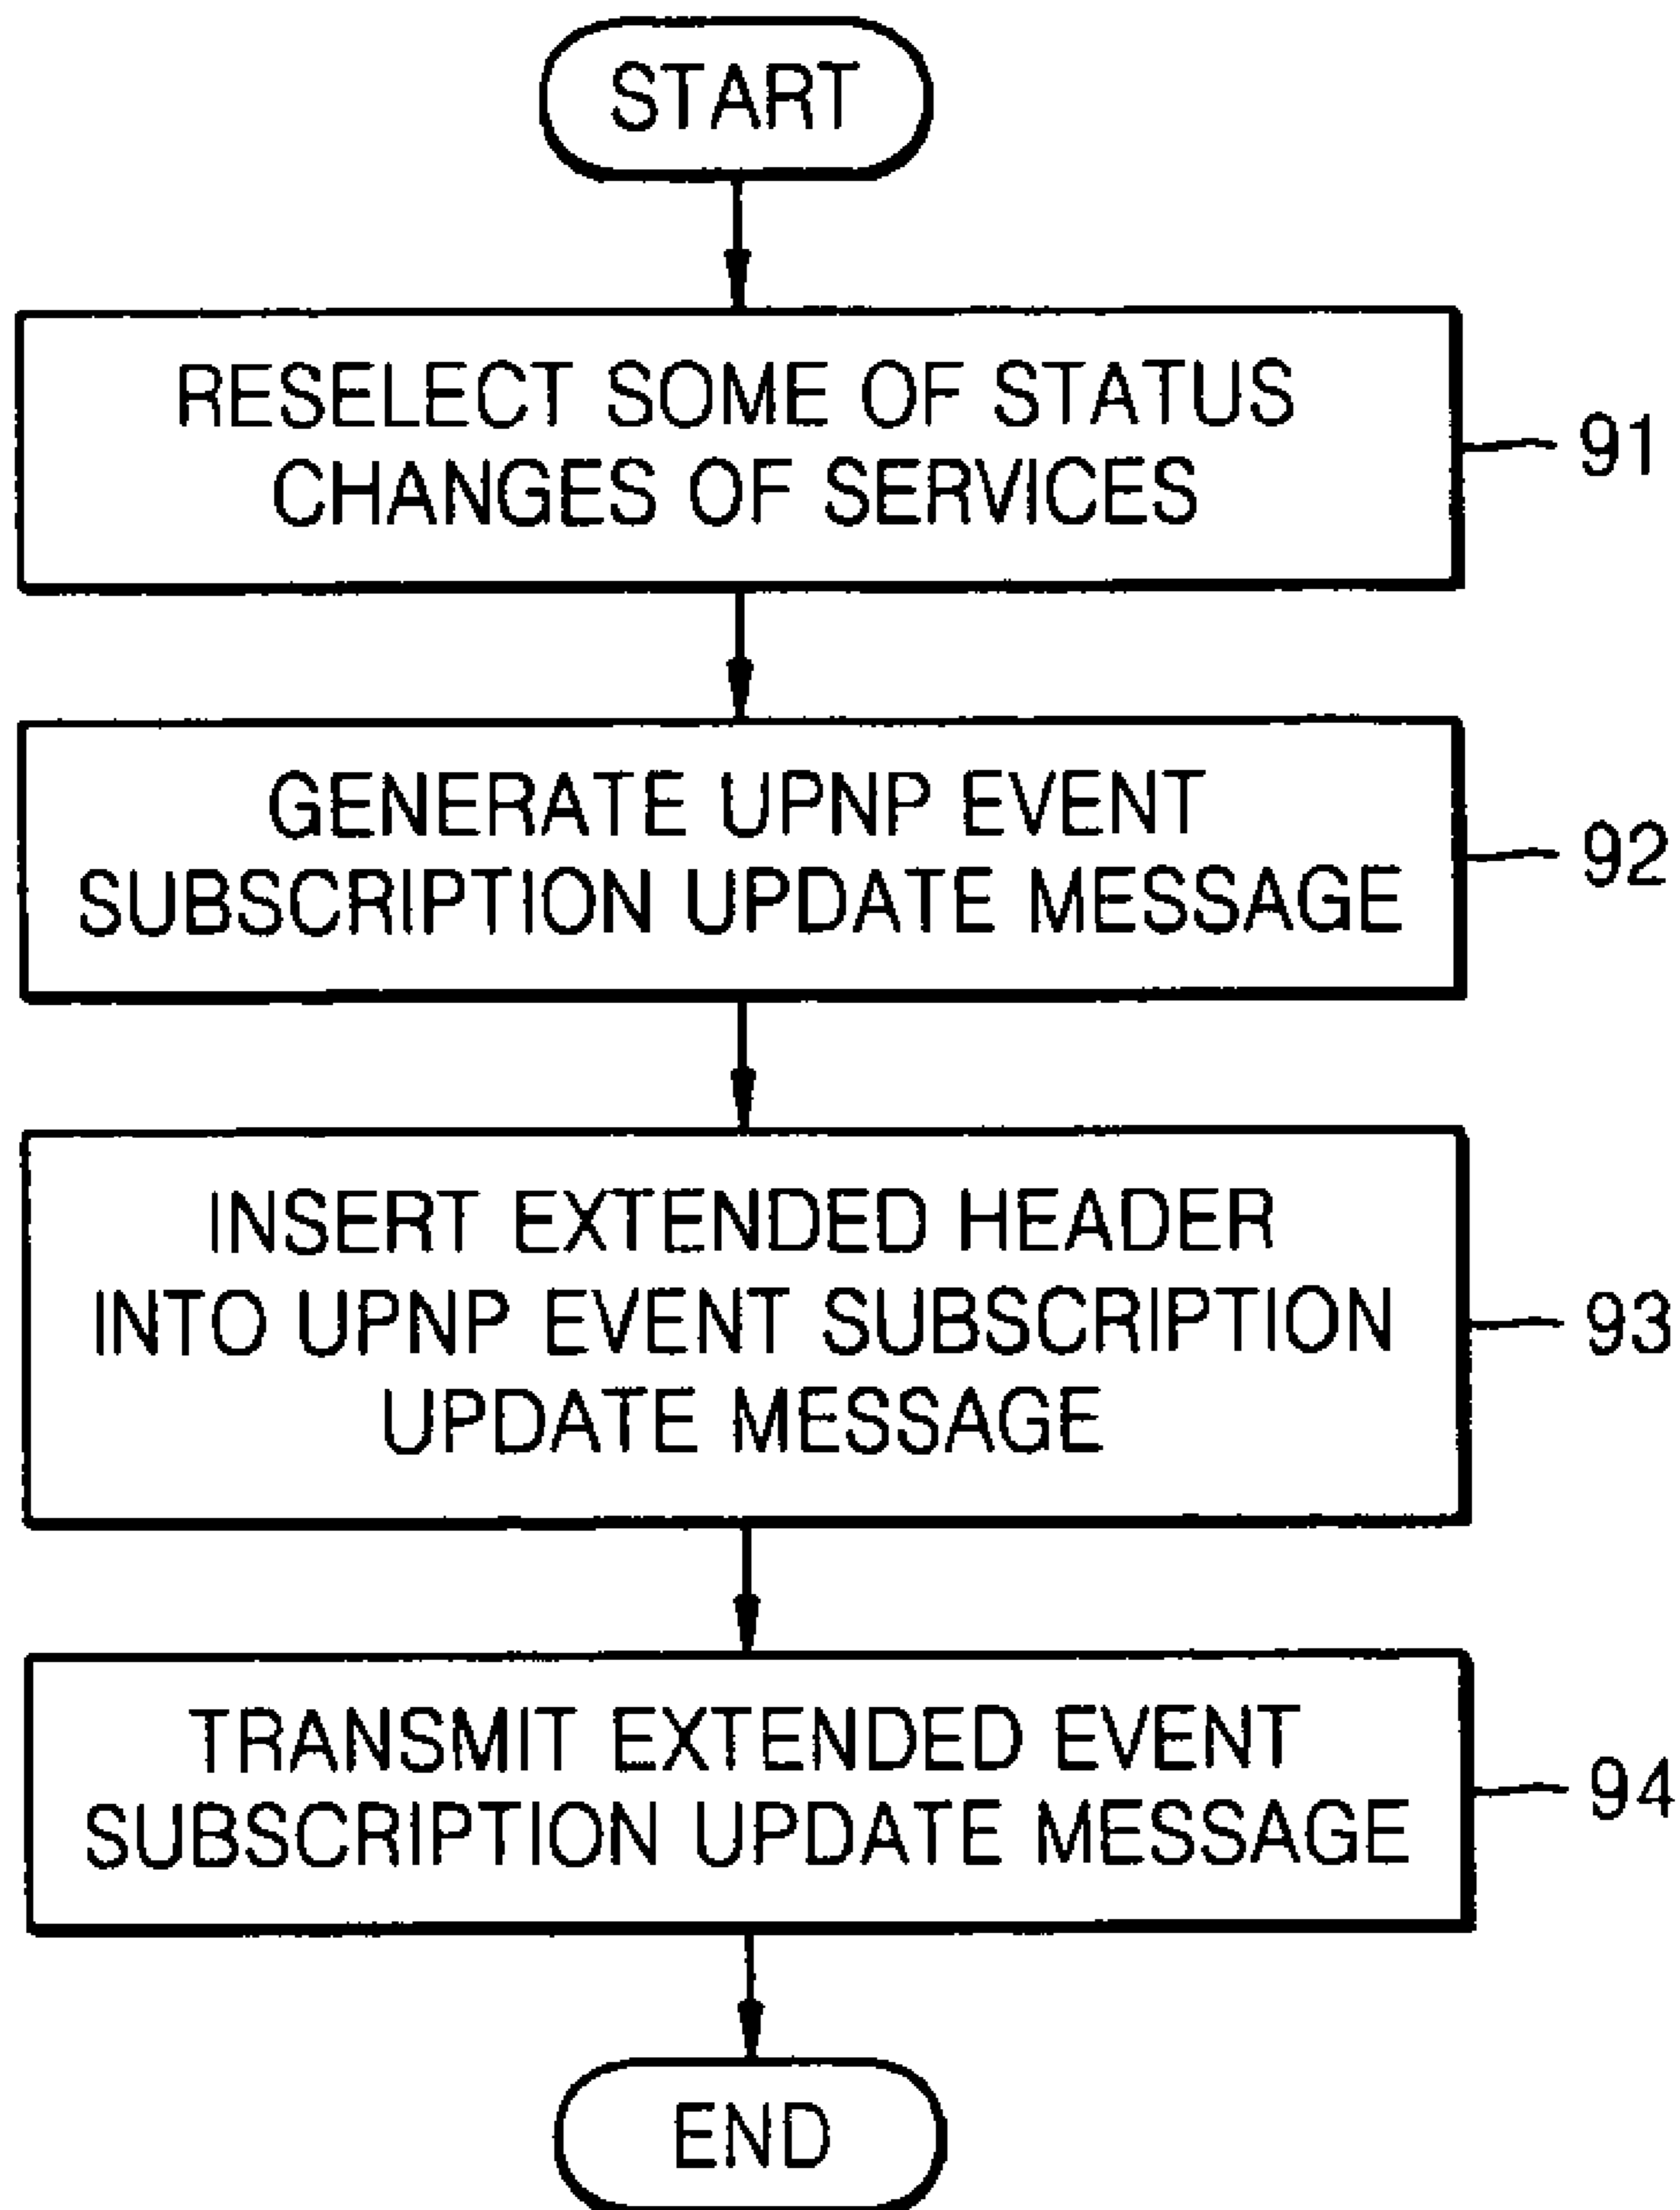 START
RESELECT SOME OF STATUS
CHANGES OF SERVICES
91
GENERATE UPNP EVENT
SUBSCRIPTION UPDATE MESSAGE
92
INSERT EXTENDED HEADER
INTO UPNP EVENT SUBSCRIPTION
UPDATE MESSAGE
93
TRANSMIT EXTENDED EVENT
SUBSCRIPTION UPDATE MESSAGE
94
END